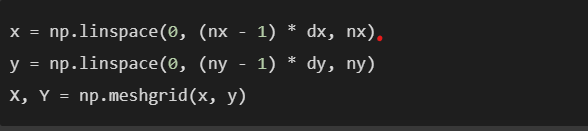 x = np.linspace(0, (nx - 1) * dx, nx)
y = np.linspace(0, (ny - 1) * dy, ny)
X, Y = np.meshgrid(x, y)